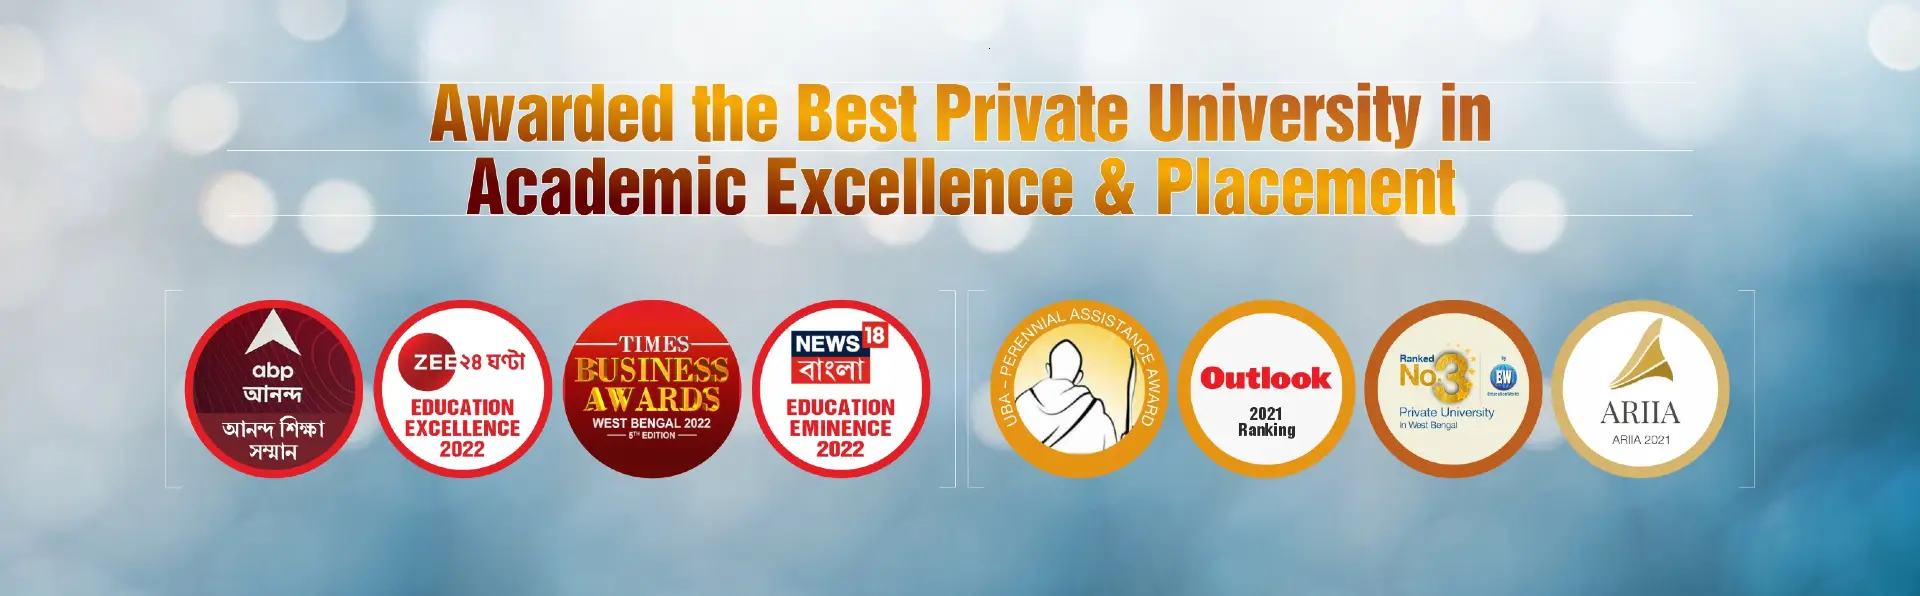 Awarded the Best Private University in
Academic Excellence & Placement
abp
আনন্দ
আনন্দ শিক্ষা
সম্মান
ZEE ২৪ ঘণ্টা
EDUCATION
EXCELLENCE
2022
TIMES
BUSINESS
AWARDS
WEST BENGAL 2022
5TH EDITION
NEWS 18
বাংলা
EDUCATION
EMINENCE
2022
UBA - PERENNIAL ASSISTANCE AWARD
Outlook
2021
Ranking
Ranked
No.3
by
EW
EducationWorld
Private University
in West Bengal
ARIIA
ARIIA 2021